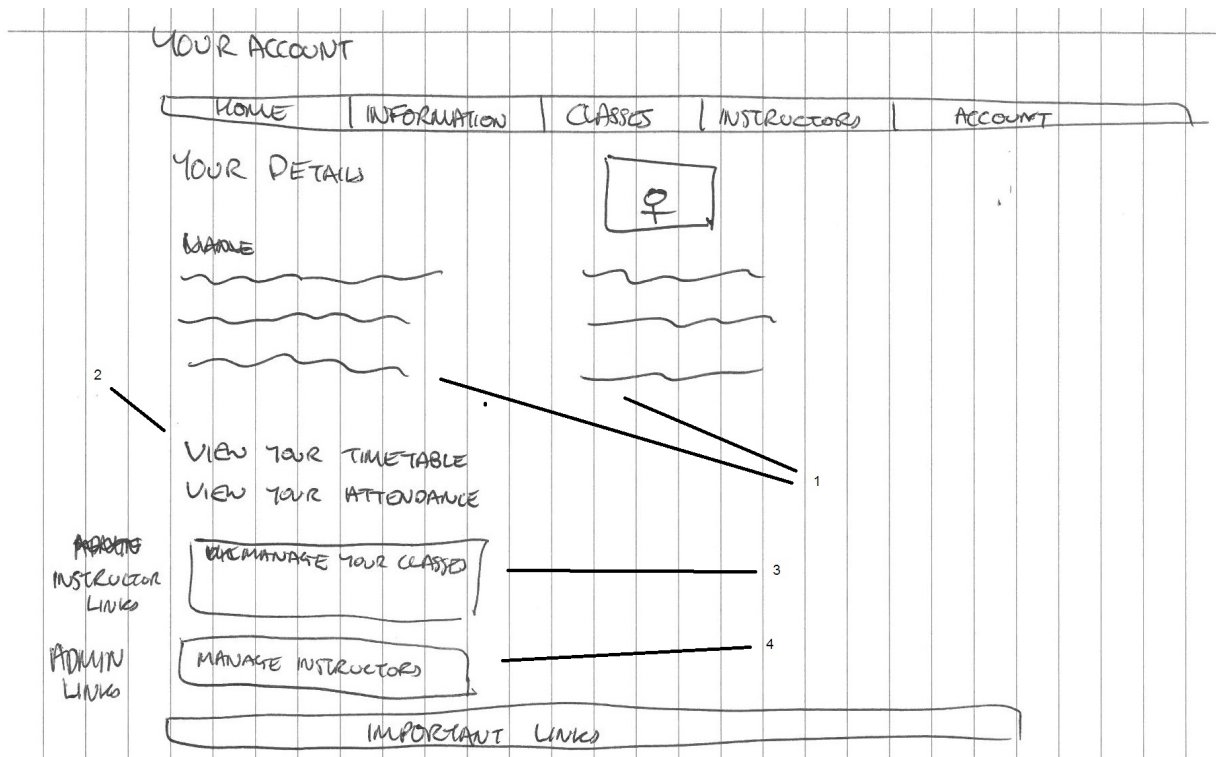 YOUR ACCOUNT
HOME INFORMATION CLASSES INSTRUCTORS ACCOUNT
YOUR DETAILS
NAME
2
VIEW YOUR TIMETABLE
1
VIEW YOUR ATTENDANCE
MANAGE YOUR CLASSES
3
INSTRUCTOR
LINKS
MANAGE INSTRUCTORS
4
ADMIN
LINKS
IMPORTANT LINKS